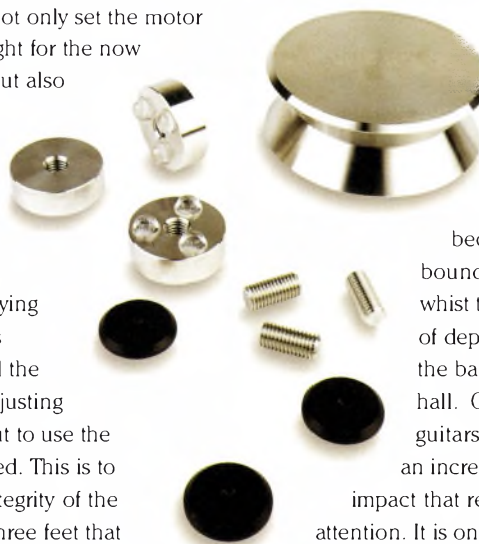 ot only set the motor
ght for the now
ut also
ying
s
l the
justing
ut to use the
ed. This is to
tegrity of the
hree feet that
bec
bound
whist t
of dep
the ba
hall. C
guitars
an incre
impact that re
attention. It is on